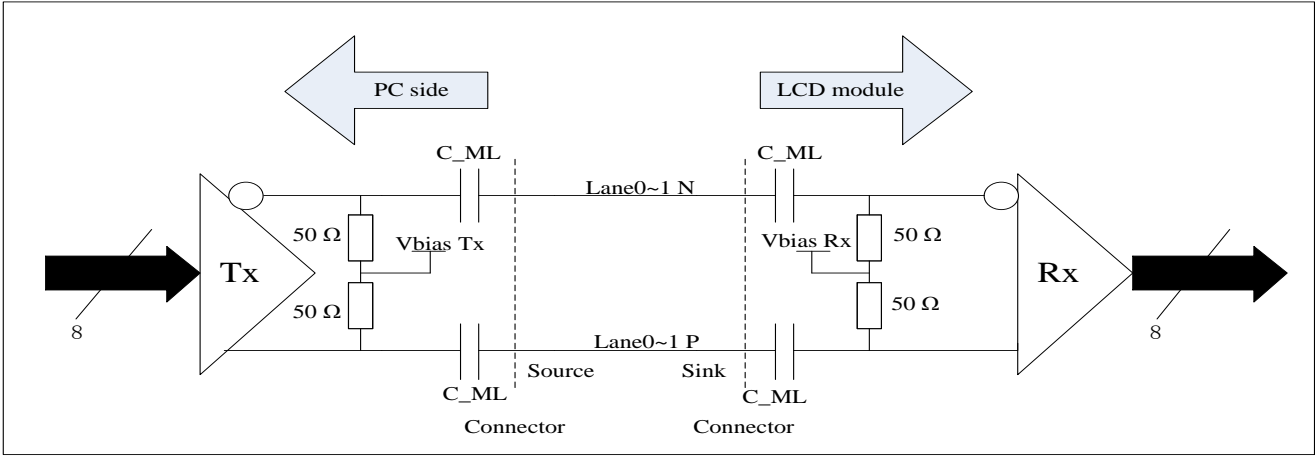 PC side
LCD module
C_ML
C_ML
Lane0~1 N
50 Ω
Vbias Tx
Vbias Rx
50 Ω
Tx
Rx
50 Ω
50 Ω
8
8
Lane0~1 P
Source
Sink
C_ML
C_ML
Connector
Connector